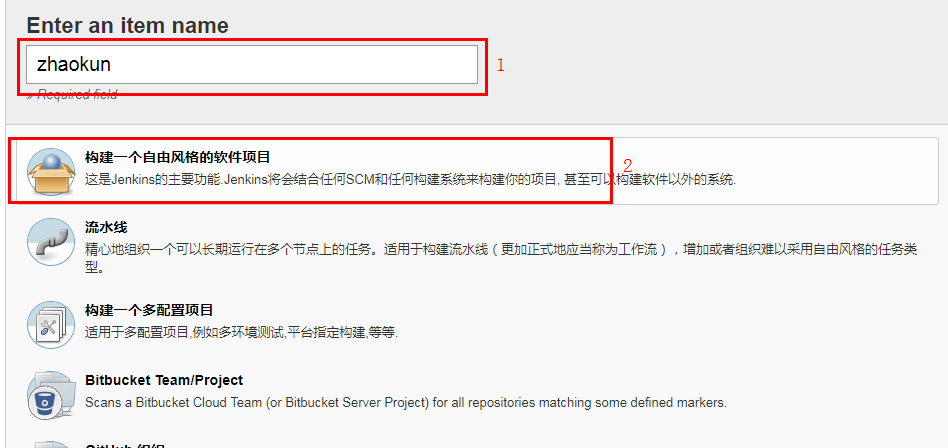 Enter an item name
zhaokun
1
» Required field
构建一个自由风格的软件项目
2
这是Jenkins的主要功能.Jenkins将会结合任何SCM和任何构建系统来构建你的项目, 甚至可以构建软件以外的系统.
流水线
精心地组织一个可以长期运行在多个节点上的任务。适用于构建流水线（更加正式地应当称为工作流），增加或者组织难以采用自由风格的任务类
型。
构建一个多配置项目
适用于多配置项目,例如多环境测试,平台指定构建,等等.
Bitbucket Team/Project
Scans a Bitbucket Cloud Team (or Bitbucket Server Project) for all repositories matching some defined markers.
GitHub 组织